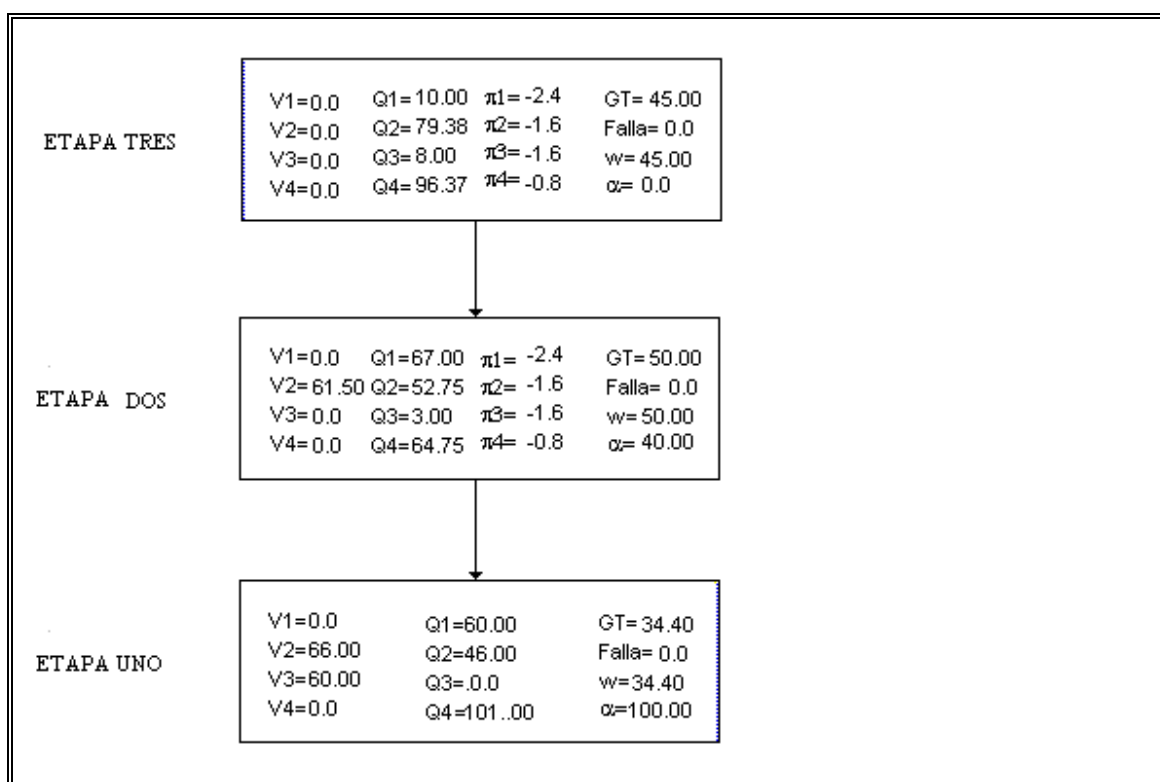 ETAPA TRES
V1=0.0 Q1=10.00 π1= -2.4 GT= 45.00
V2=0.0 Q2=79.38 π2= -1.6 Falla= 0.0
V3=0.0 Q3=8.00 π3= -1.6 w= 45.00
V4=0.0 Q4= 96.37 π4= -0.8 α= 0.0
ETAPA DOS
V1=0.0 Q1=67.00 π1= -2.4 GT= 50.00
V2=61.50 Q2=52.75 π2= -1.6 Falla= 0.0
V3=0.0 Q3=3.00 π3= -1.6 w= 50.00
V4=0.0 Q4=64.75 π4= -0.8 α= 40.00
ETAPA UNO
V1=0.0 Q1=60.00 GT= 34.40
V2=66.00 Q2=46.00 Falla= 0.0
V3=60.00 Q3=.0.0 w=34.40
V4=0.0 Q4=101..00 α=100.00